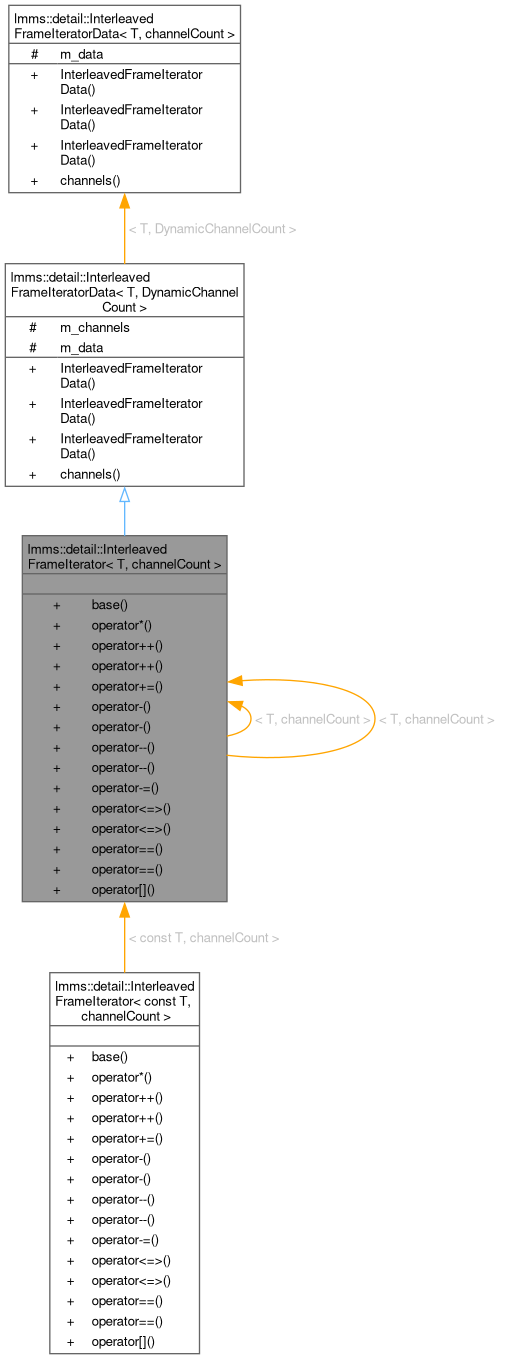 lmms::detail::Interleaved
FrameIteratorData< T, channelCount >
# m_data
+ InterleavedFrameIterator
Data()
+ InterleavedFrameIterator
Data()
+ InterleavedFrameIterator
Data()
+ channels()
< T, DynamicChannelCount >
lmms::detail::Interleaved
FrameIteratorData< T, DynamicChannel
Count >
# m_channels
# m_data
+ InterleavedFrameIterator
Data()
+ InterleavedFrameIterator
Data()
+ InterleavedFrameIterator
Data()
+ channels()
lmms::detail::Interleaved
FrameIterator< T, channelCount >
+ base()
+ operator*()
+ operator++()
+ operator++()
+ operator+=()
+ operator-()
+ operator-()
+ operator--()
+ operator--()
+ operator-=()
+ operator<=>()
+ operator<=>()
+ operator==()
+ operator==()
+ operator[]()
< T, channelCount >
< T, channelCount >
< const T, channelCount >
lmms::detail::Interleaved
FrameIterator< const T,
channelCount >
+ base()
+ operator*()
+ operator++()
+ operator++()
+ operator+=()
+ operator-()
+ operator-()
+ operator--()
+ operator--()
+ operator-=()
+ operator<=>()
+ operator<=>()
+ operator==()
+ operator==()
+ operator[]()